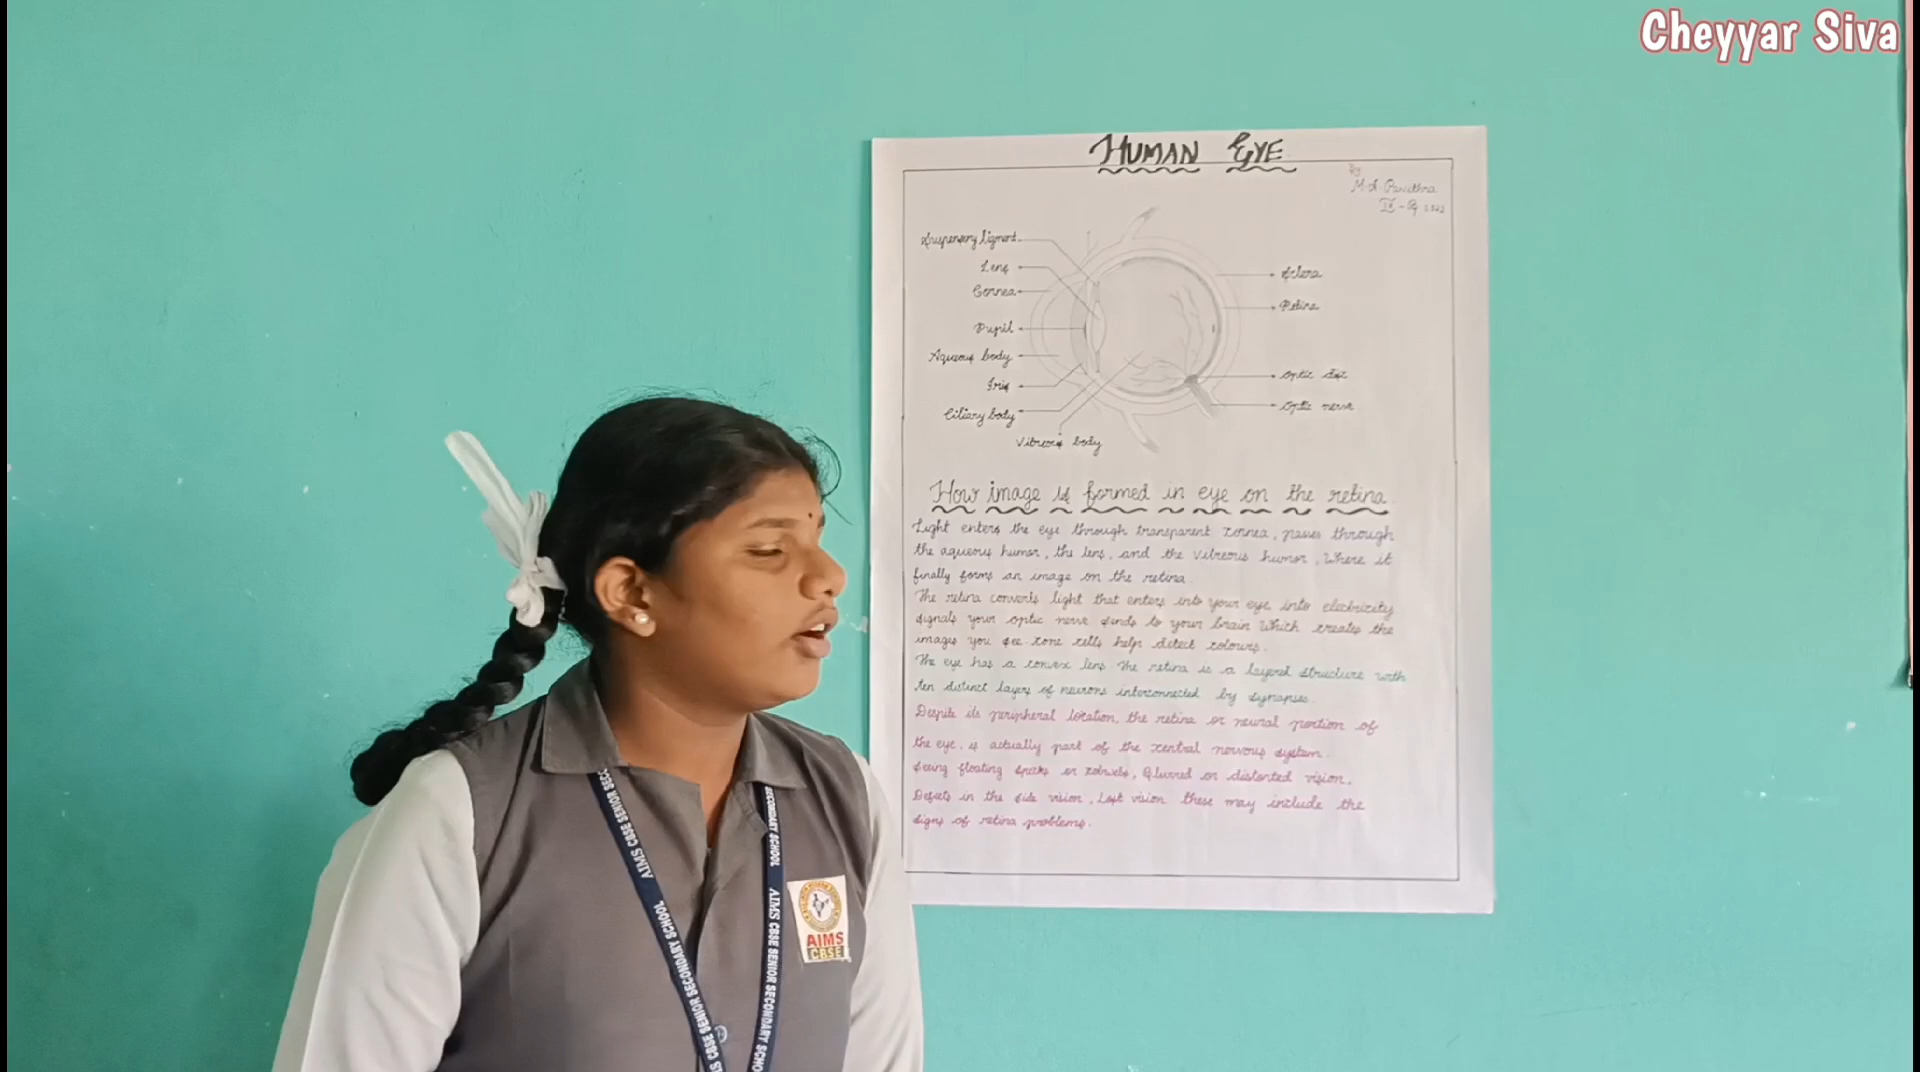 Cheyyar Siva
HUMAN EYE
By
M.A. Pavithra
Suspensory ligment
Lens
Cornea
Pupil
Aqueous body
Iris
Ciliary body
Vitreous body
Sclera
Retina
optic disc
optic nerve
How image is formed in eye on the retina
Light enters the eye through transparent cornea, passes through
the aqueous humor, the lens, and the vitreous humor, where it
finally forms an image on the retina.
The retina converts light that enters into your eye into electricity
signals your optic nerve sends to your brain which creates the
images you see. cone cells help detect colours.
The eye has a convex lens. The retina is a layered structure with
ten distinct layers of neurons interconnected by synapses.
Despite its peripheral location, the retina or neural portion of
the eye, is actually part of the central nervous system.
Seeing floating specks or cobwebs, Blurred or distorted vision,
Defects in the side vision, Lost vision these may include the
signs of retina problems.
AIMS CBSE SENIOR SECONDARY SCHOOL
AIMS CBSE SENIOR SECONDARY SCHOOL
AIMS
CBSE